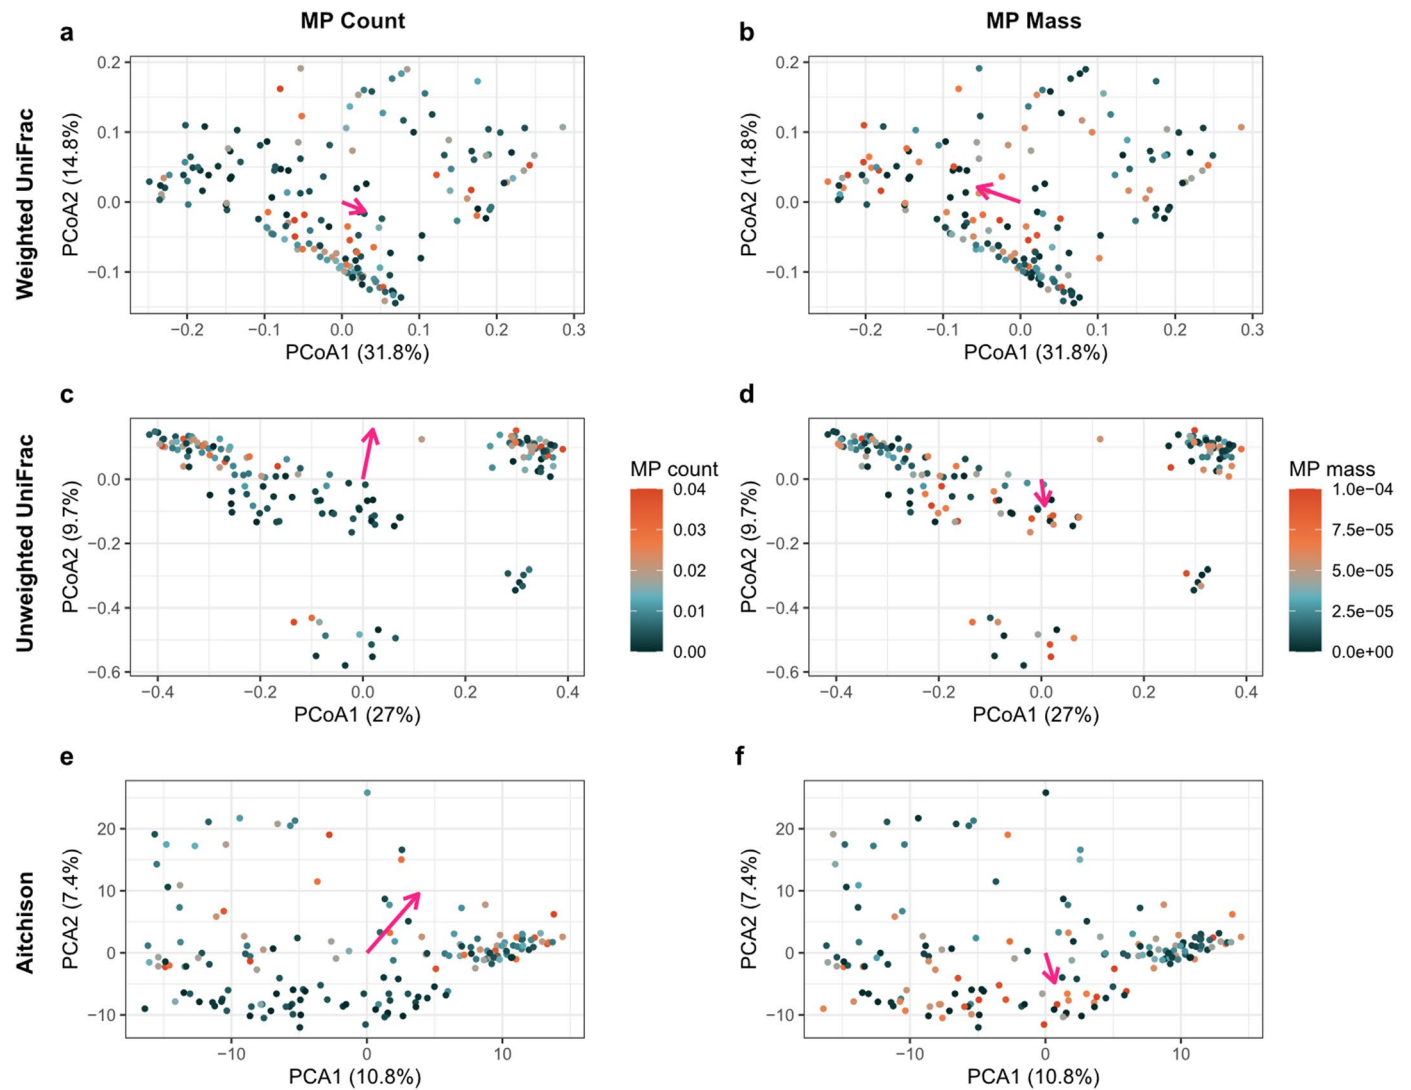 MP Count
MP Mass
a
b
Weighted UniFrac
PCoA2 (14.8%)
0.2
0.1
0.0
−0.1
−0.2
−0.1
0.0
0.1
0.2
0.3
PCoA1 (31.8%)
PCoA2 (14.8%)
0.2
0.1
0.0
−0.1
−0.2
−0.1
0.0
0.1
0.2
0.3
PCoA1 (31.8%)
c
d
Unweighted UniFrac
PCoA2 (9.7%)
0.0
−0.2
−0.4
−0.6
−0.4
−0.2
0.0
0.2
0.4
PCoA1 (27%)
MP count
0.04
0.03
0.02
0.01
0.00
PCoA2 (9.7%)
0.0
−0.2
−0.4
−0.6
−0.4
−0.2
0.0
0.2
0.4
PCoA1 (27%)
MP mass
1.0e−04
7.5e−05
5.0e−05
2.5e−05
0.0e+00
e
f
Aitchison
PCA2 (7.4%)
20
10
0
−10
−10
0
10
PCA1 (10.8%)
PCA2 (7.4%)
20
10
0
−10
−10
0
10
PCA1 (10.8%)